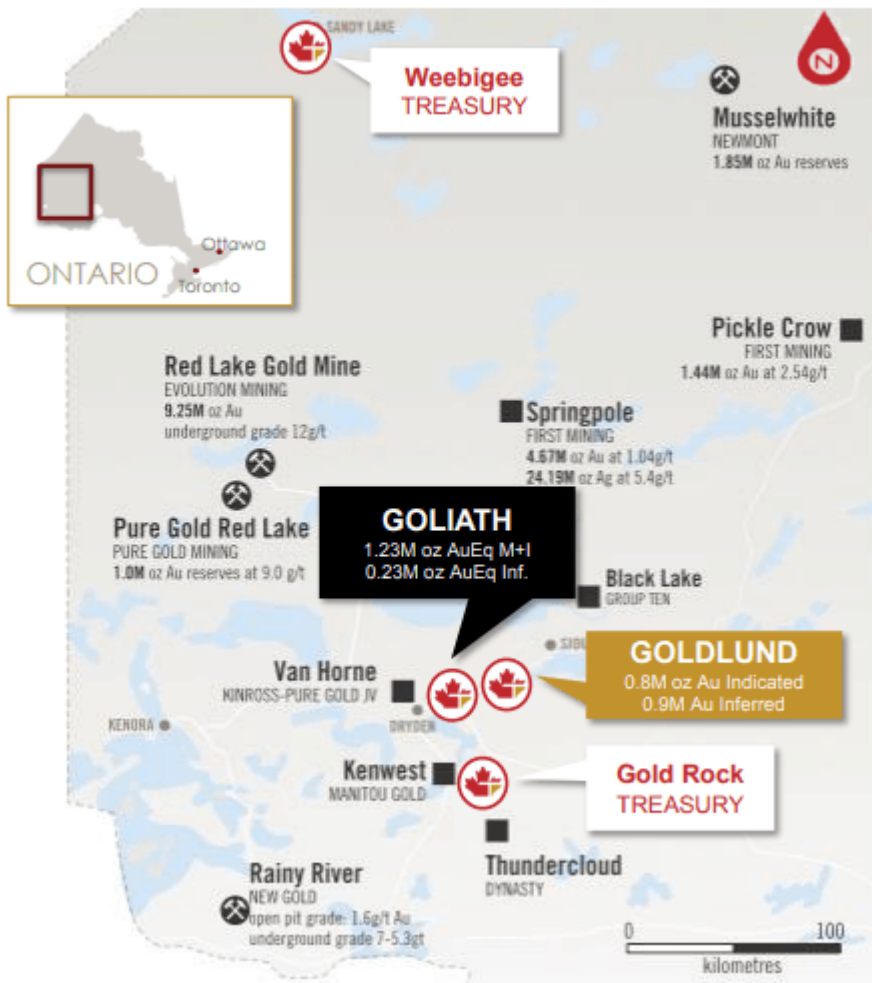 SANDY LAKE
Weebigee
TREASURY
N
Musselwhite
NEWMONT
1.85M oz Au reserves
Ottawa
ONTARIO
Toronto
Pickle Crow
FIRST MINING
1.44M oz Au at 2.54g/t
Red Lake Gold Mine
EVOLUTION MINING
9.25M oz Au
underground grade 12g/t
Springpole
FIRST MINING
4.67M oz Au at 1.04g/t
24.19M oz Ag at 5.4g/t
Pure Gold Red Lake
PURE GOLD MINING
1.0M oz Au reserves at 9.0 g/t
GOLIATH
1.23M oz AuEq M+I
0.23M oz AuEq Inf.
Black Lake
GROUP TEN
GOLDLUND
0.8M oz Au Indicated
0.9M Au Inferred
Van Horne
KINROSS-PURE GOLD JV
DRYDEN
KENORA
Kenwest
MANITOU GOLD
Gold Rock
TREASURY
Thundercloud
DYNASTY
Rainy River
NEW GOLD
open pit grade: 1.6g/t Au
underground grade 7-5.3gt
0 100
kilometres